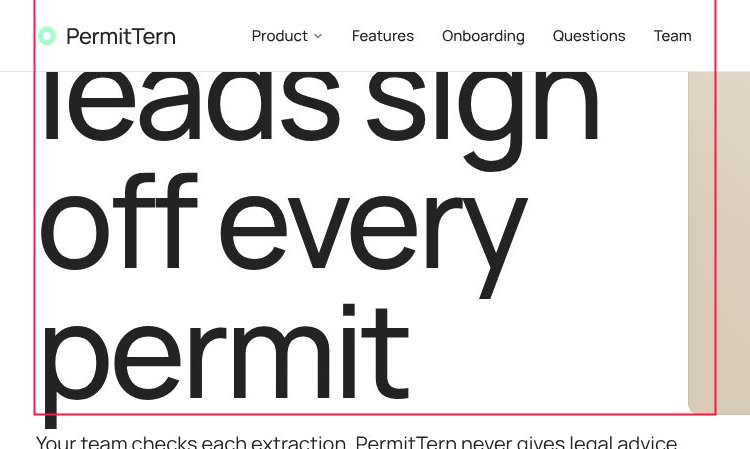 PermitTern
Product
Features
Onboarding
Questions
Team
leads sign
off every
permit
Your team checks each extraction. PermitTern never gives legal advice